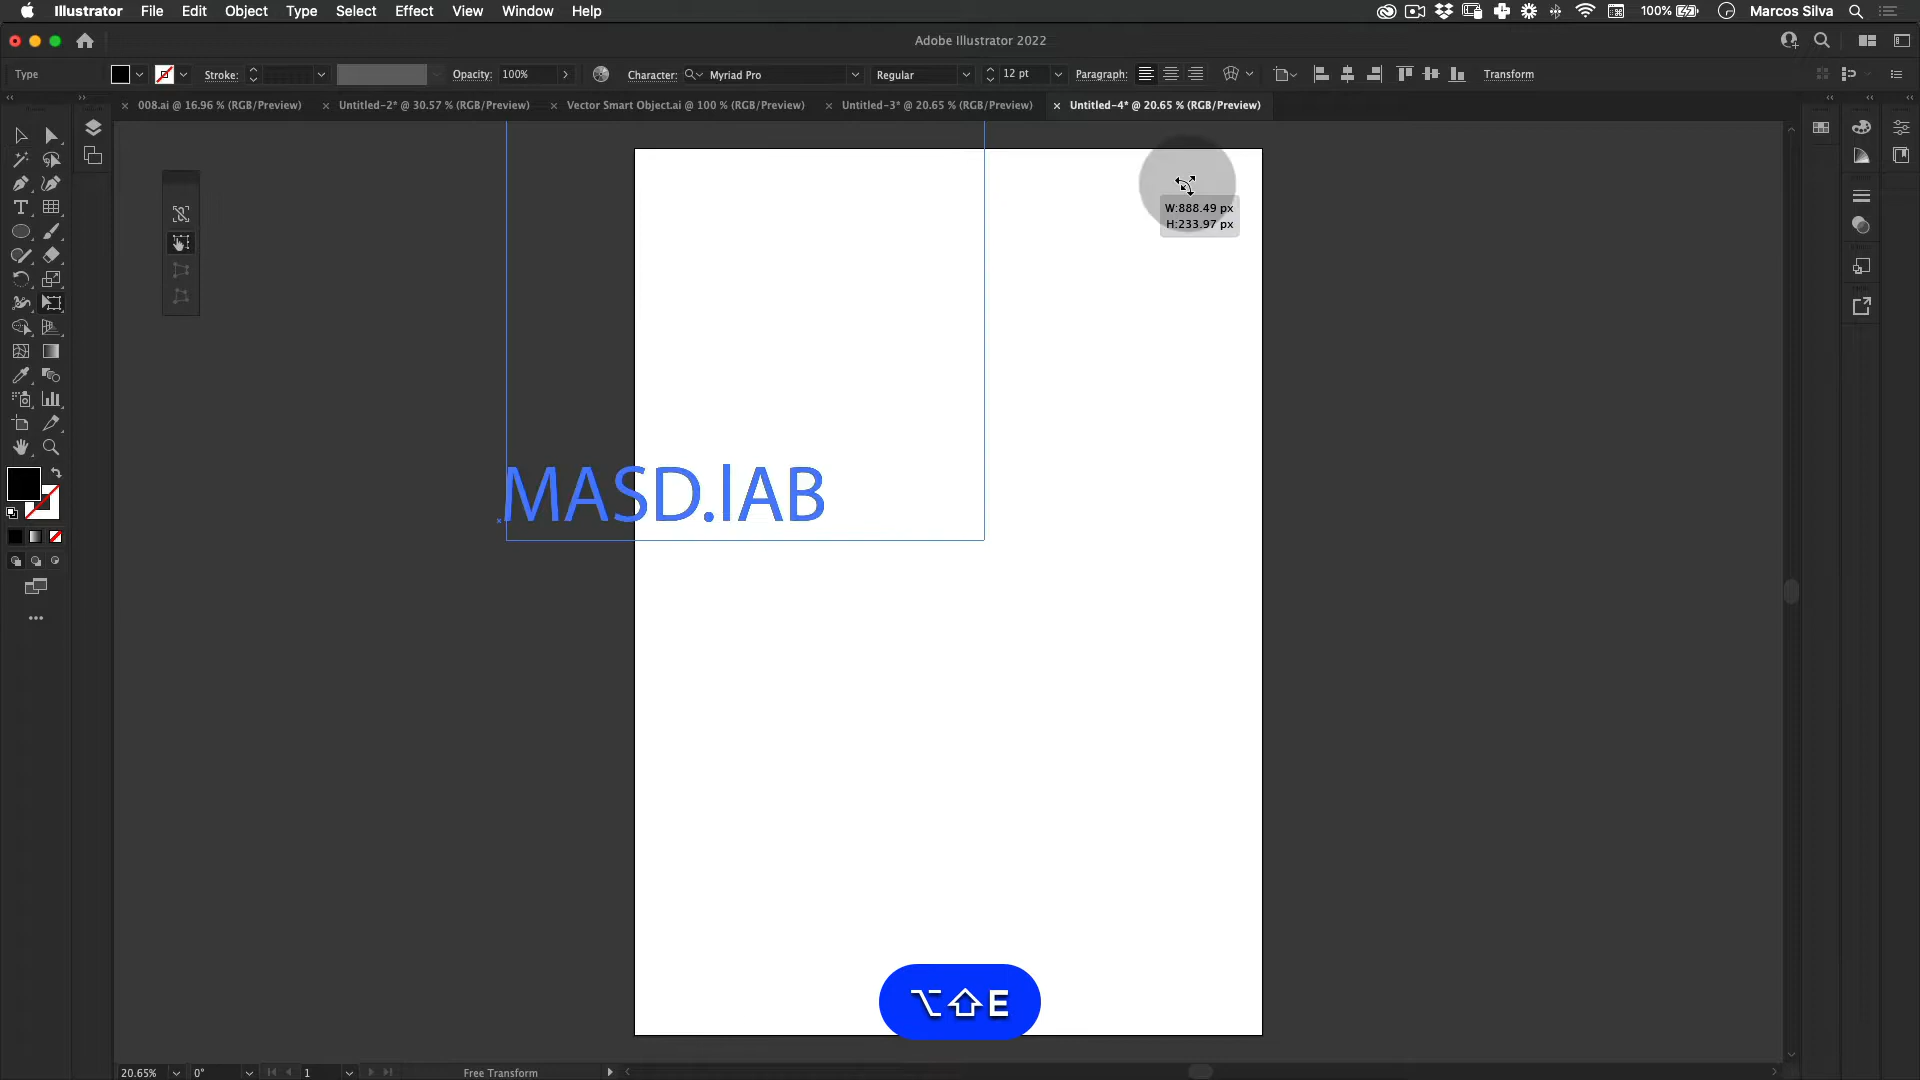 Illustrator File Edit Object Type Select Effect View Window Help 100% Marcos Silva
Adobe Illustrator 2022
Type Stroke: Opacity: 100% Character: Myriad Pro Regular 12 pt Paragraph: Transform
008.ai @ 16.96 % (RGB/Preview) Untitled-2* @ 30.57 % (RGB/Preview) Vector Smart Object.ai @ 100 % (RGB/Preview) Untitled-3* @ 20.65 % (RGB/Preview) Untitled-4* @ 20.65 % (RGB/Preview)
W:888.49 px
H:233.97 px
MASD.lAB
⌥⇧E
20.65% 0° 1 Free Transform